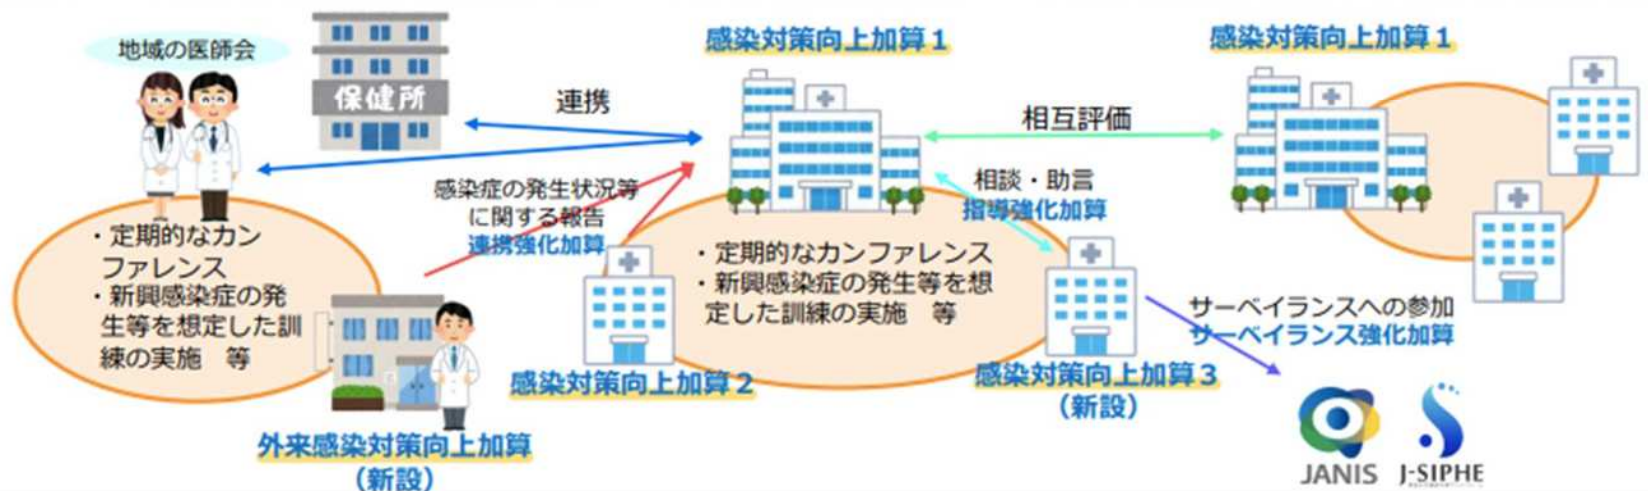 地域の医師会
保健所
連携
感染対策向上加算1
相互評価
感染対策向上加算1
感染症の発生状況等
に関する報告
連携強化加算
相談・助言
指導強化加算
・定期的なカン
ファレンス
・新興感染症の発
生等を想定した訓
練の実施　等
・定期的なカンファレンス
・新興感染症の発生等を想
定した訓練の実施　等
サーベイランスへの参加
サーベイランス強化加算
感染対策向上加算2
感染対策向上加算3
（新設）
外来感染対策向上加算
（新設）
JANIS
J-SIPHE